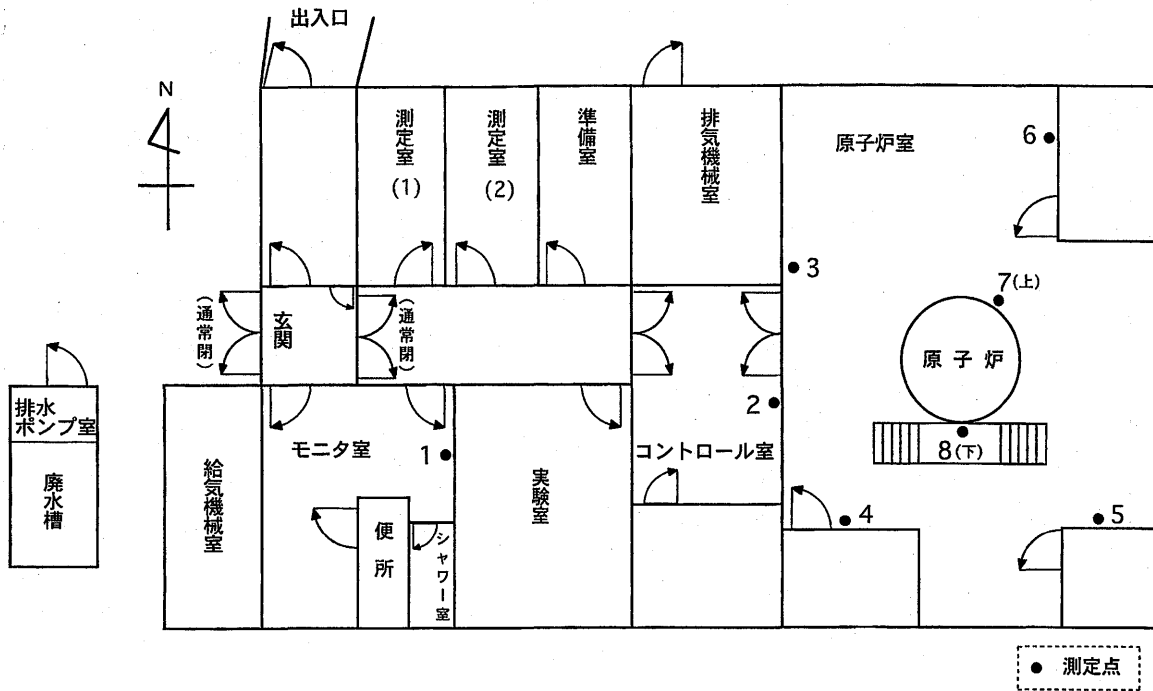 出入口
N
測定室
(1)
測定室
(2)
準備室
排気機械室
原子炉室
6
3
7(上)
(通常閉)
玄関
(通常閉)
原子炉
排水
ポンプ室
2
8(下)
モニタ室
1
コントロール室
廃水槽
給気機械室
実験室
4
5
便所
シャワー室
● 測定点